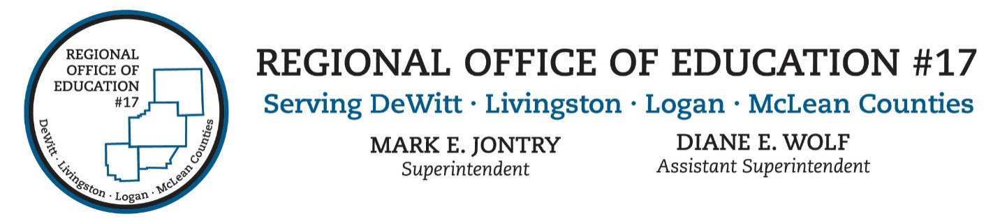 REGIONAL
OFFICE OF
EDUCATION
#17
DeWitt · Livingston · Logan · McLean Counties
REGIONAL OFFICE OF EDUCATION #17
Serving DeWitt · Livingston · Logan · McLean Counties
MARK E. JONTRY
Superintendent
DIANE E. WOLF
Assistant Superintendent